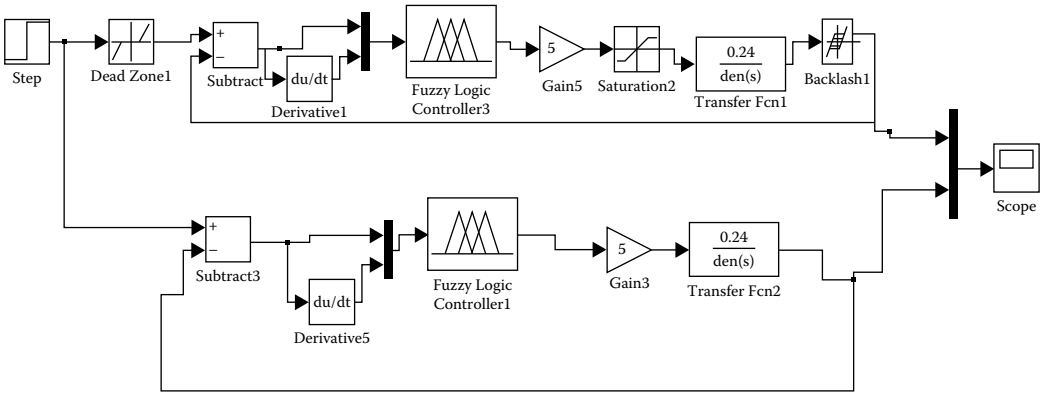 Step
Dead Zone1
+
−
Subtract
du/dt
Derivative1
Fuzzy Logic
Controller3
5
Gain5
Saturation2
0.24
den(s)
Transfer Fcn1
Backlash1
Scope
+
−
Subtract3
du/dt
Derivative5
Fuzzy Logic
Controller1
5
Gain3
0.24
den(s)
Transfer Fcn2